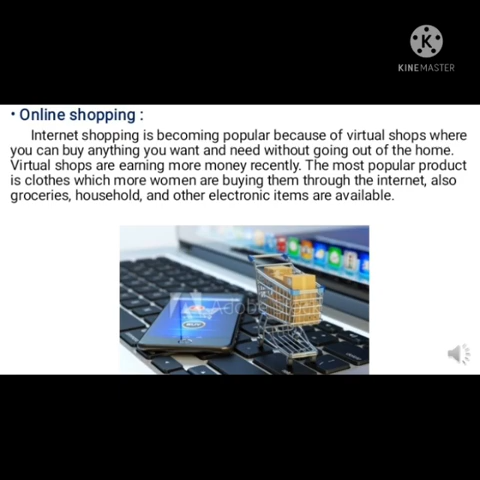 K
KINEMASTER
• Online shopping :
Internet shopping is becoming popular because of virtual shops where
you can buy anything you want and need without going out of the home.
Virtual shops are earning more money recently. The most popular product
is clothes which more women are buying them through the internet, also
groceries, household, and other electronic items are available.
Adobe